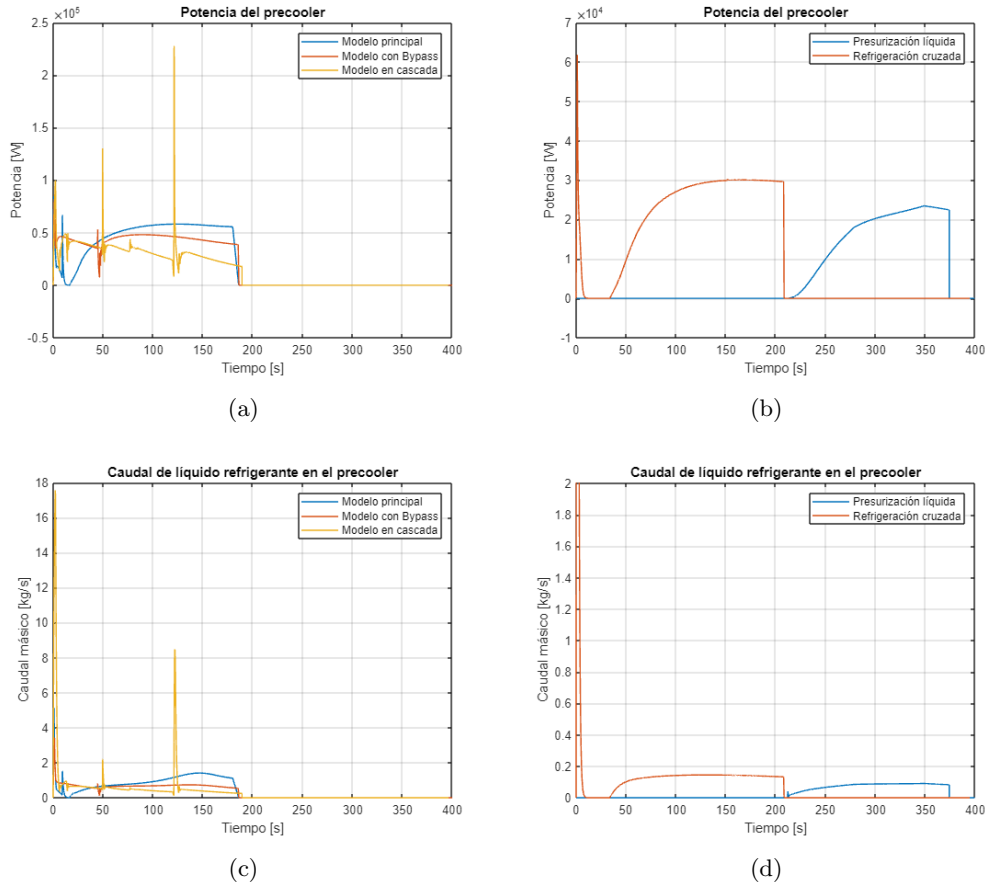 Potencia del precooler
×10⁵
2.5
2
1.5
1
0.5
0
-0.5
Potencia [W]
0 50 100 150 200 250 300 350 400
Tiempo [s]
Modelo principal
Modelo con Bypass
Modelo en cascada
(a)
Potencia del precooler
×10⁴
7
6
5
4
3
2
1
0
-1
Potencia [W]
0 50 100 150 200 250 300 350 400
Tiempo [s]
Presurización líquida
Refrigeración cruzada
(b)
Caudal de líquido refrigerante en el precooler
18
16
14
12
10
8
6
4
2
0
Caudal másico [kg/s]
0 50 100 150 200 250 300 350 400
Tiempo [s]
Modelo principal
Modelo con Bypass
Modelo en cascada
(c)
Caudal de líquido refrigerante en el precooler
2
1.8
1.6
1.4
1.2
1
0.8
0.6
0.4
0.2
0
Caudal másico [kg/s]
0 50 100 150 200 250 300 350 400
Tiempo [s]
Presurización líquida
Refrigeración cruzada
(d)